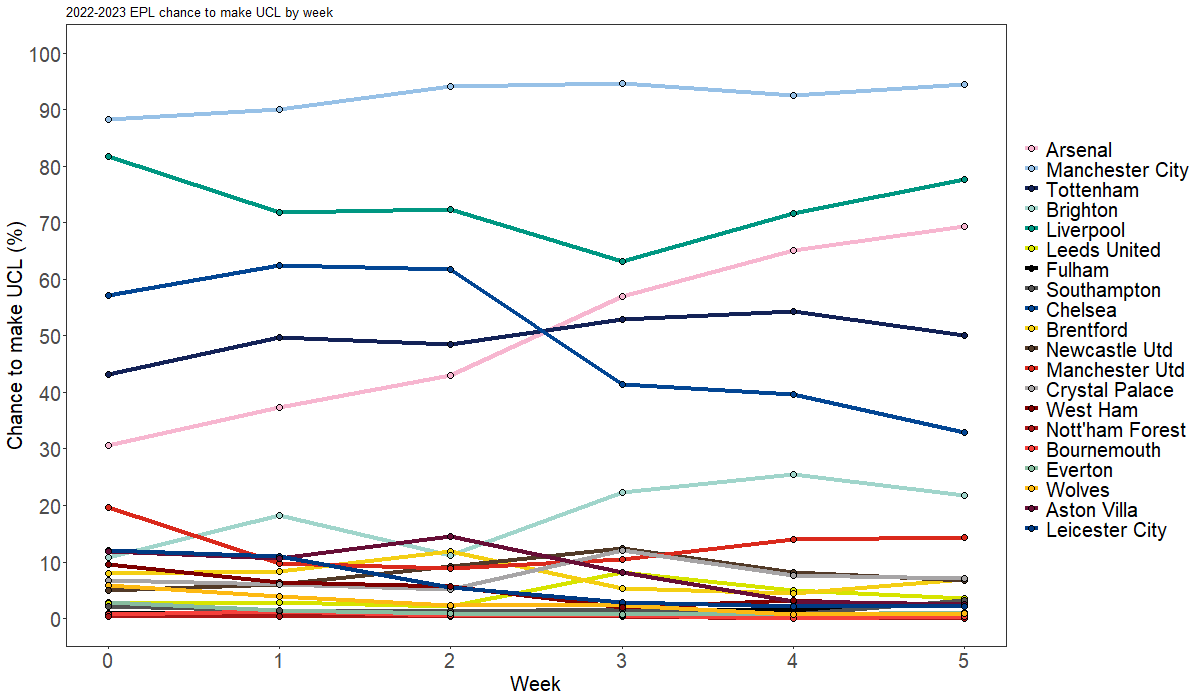 2022-2023 EPL chance to make UCL by week
100
90
80
70
60
50
40
30
20
10
0
Chance to make UCL (%)
0 1 2 3 4 5
Week
Arsenal
Manchester City
Tottenham
Brighton
Liverpool
Leeds United
Fulham
Southampton
Chelsea
Brentford
Newcastle Utd
Manchester Utd
Crystal Palace
West Ham
Nott'ham Forest
Bournemouth
Everton
Wolves
Aston Villa
Leicester City